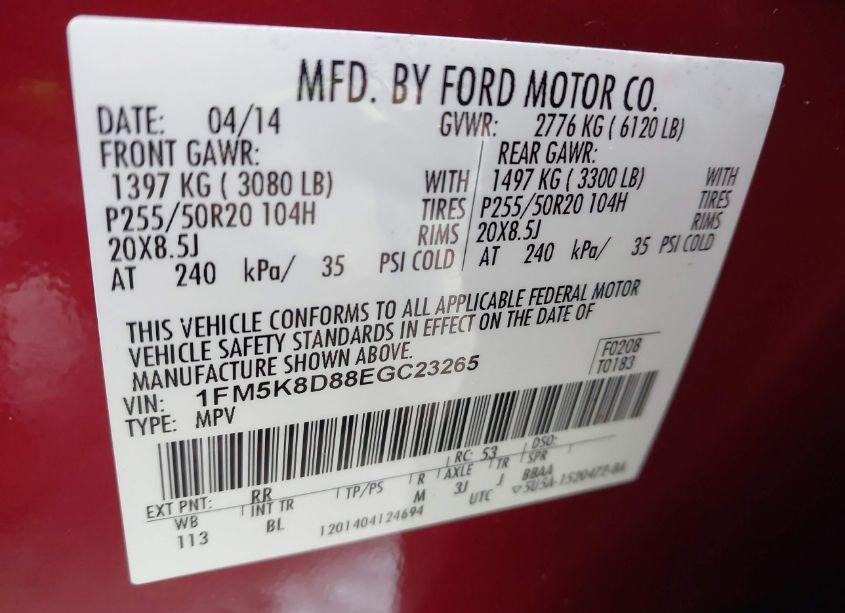 MFD. BY FORD MOTOR CO.
DATE: 04/14 GVWR: 2776 KG ( 6120 LB)
FRONT GAWR: REAR GAWR:
1397 KG ( 3080 LB) WITH 1497 KG ( 3300 LB) WITH
P255/50R20 104H TIRES P255/50R20 104H TIRES
20X8.5J RIMS 20X8.5J RIMS
AT 240 kPa/ 35 PSI COLD AT 240 kPa/ 35 PSI COLD
THIS VEHICLE CONFORMS TO ALL APPLICABLE FEDERAL MOTOR
VEHICLE SAFETY STANDARDS IN EFFECT ON THE DATE OF
MANUFACTURE SHOWN ABOVE.
VIN: 1FM5K8D88EGC23265
TYPE: MPV
F0208
T0183
EXT PNT: RR RC: 53 DSO:
WB INT TR TP/PS R AXLE TR SPR
113 BL M 3J J BBAA
1201404124694 UTC ▽5U5A-1520472-BA